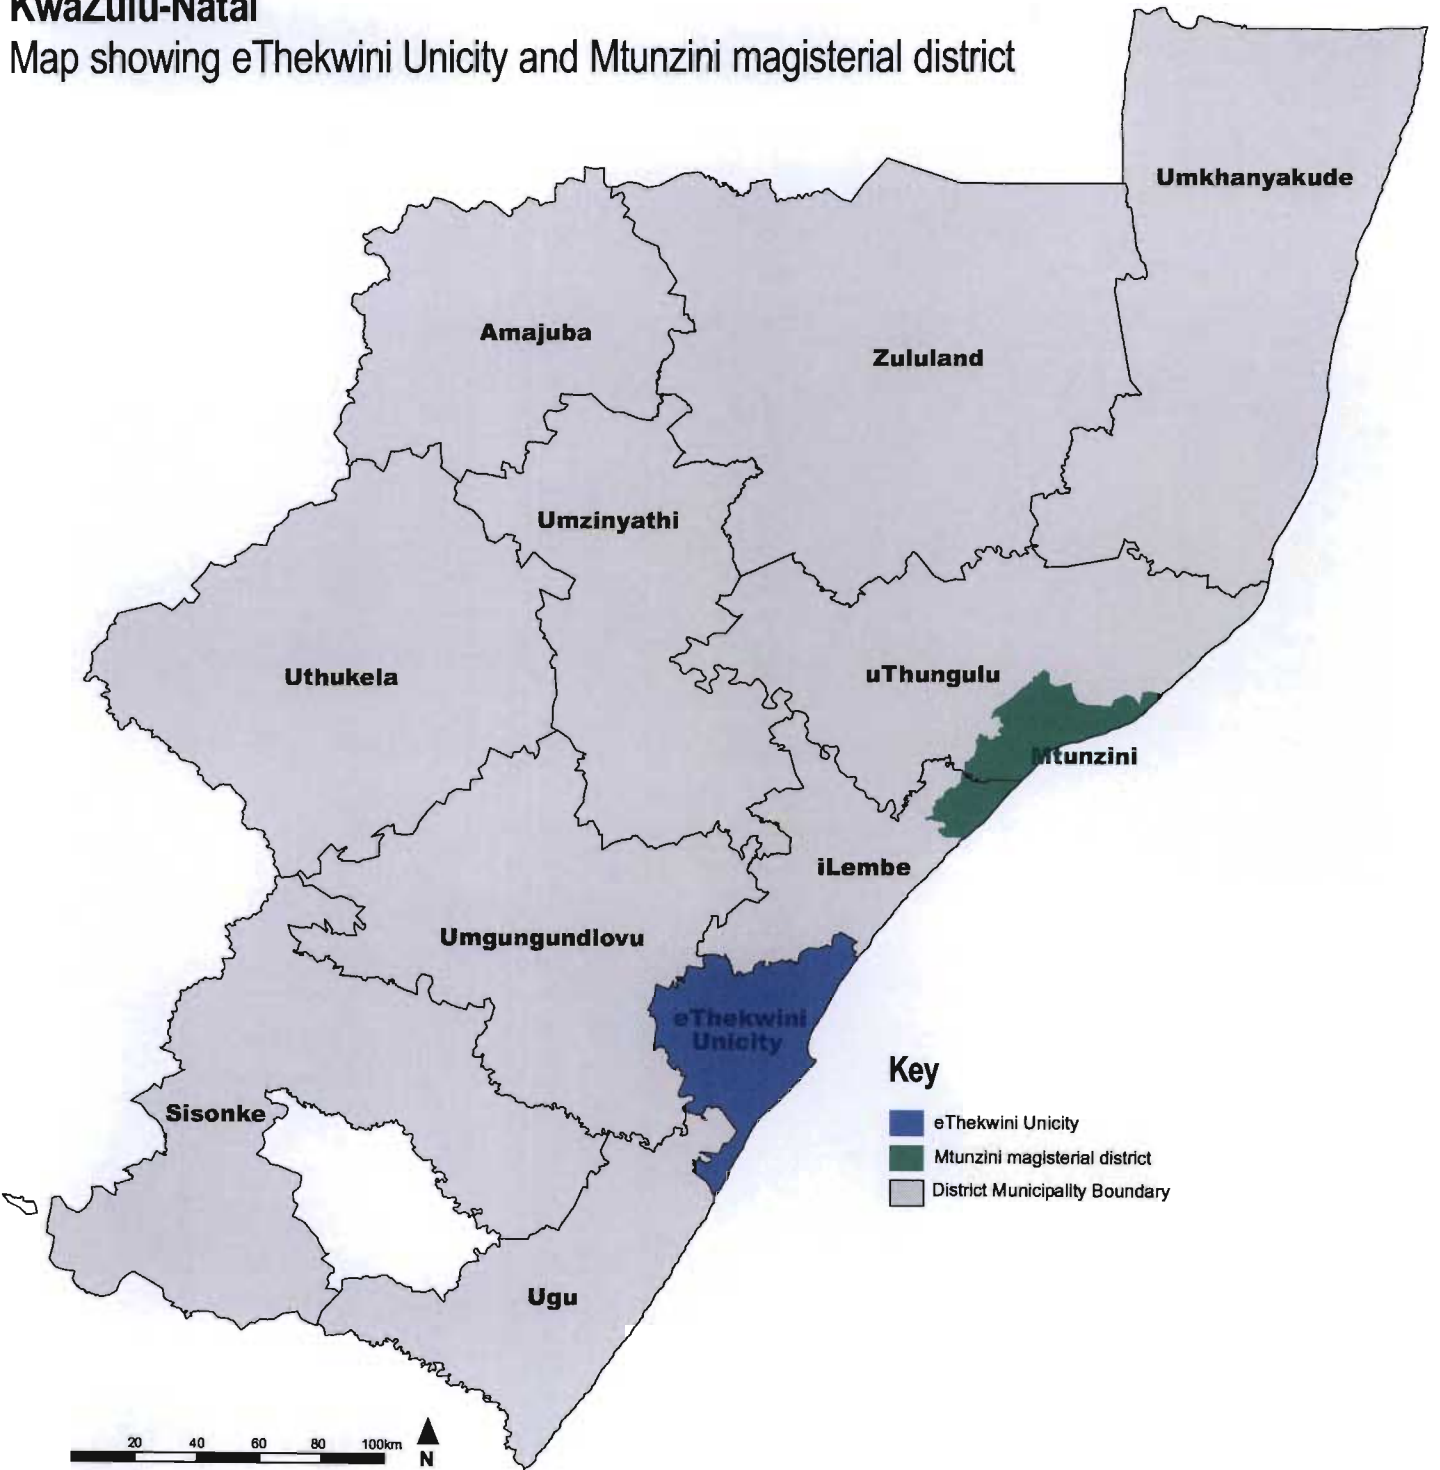 KwaZulu-Natal
Map showing eThekwini Unicity and Mtunzini magisterial district
Umkhanyakude
Amajuba
Zululand
Umzinyathi
Uthukela
uThungulu
Mtunzini
iLembe
Umgungundlovu
eThekwini
Unicity
Key
Sisonke
eThekwini Unicity
Mtunzini magisterial district
District Municipality Boundary
Ugu
20 40 60 80 100km
N